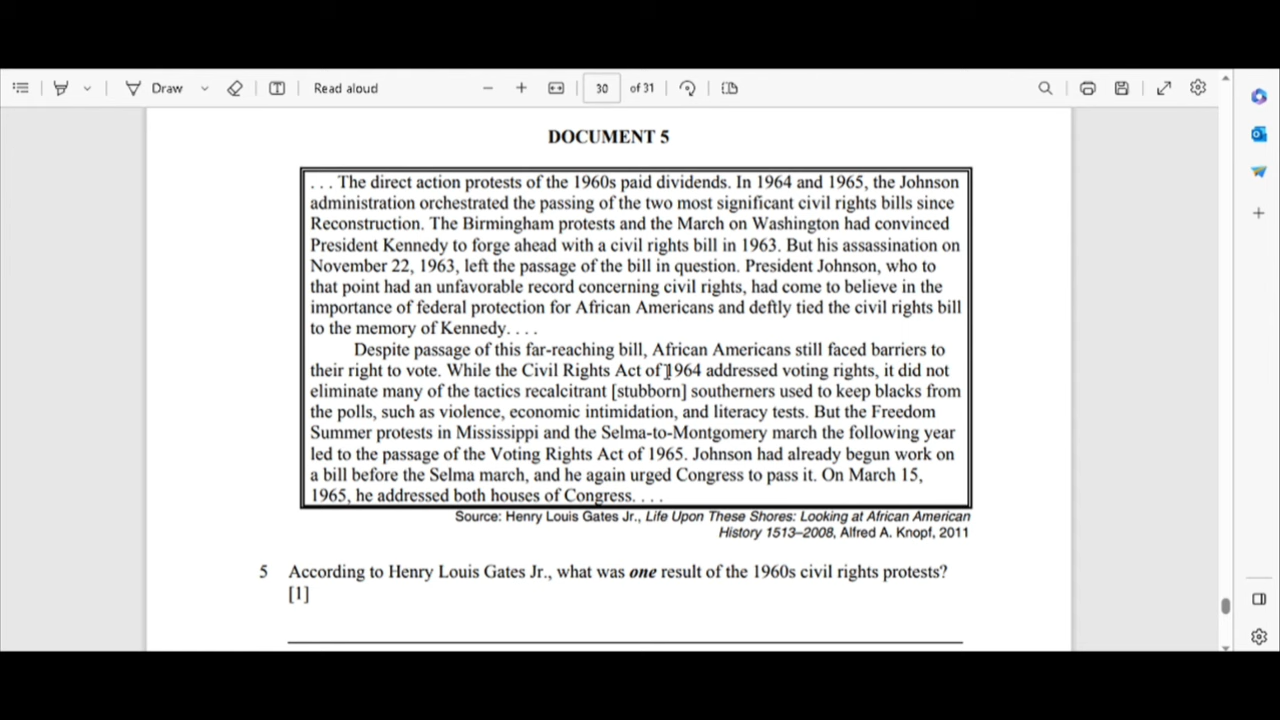 Draw
Read aloud
30 of 31
DOCUMENT 5
. . . The direct action protests of the 1960s paid dividends. In 1964 and 1965, the Johnson
administration orchestrated the passing of the two most significant civil rights bills since
Reconstruction. The Birmingham protests and the March on Washington had convinced
President Kennedy to forge ahead with a civil rights bill in 1963. But his assassination on
November 22, 1963, left the passage of the bill in question. President Johnson, who to
that point had an unfavorable record concerning civil rights, had come to believe in the
importance of federal protection for African Americans and deftly tied the civil rights bill
to the memory of Kennedy. . . .
Despite passage of this far-reaching bill, African Americans still faced barriers to
their right to vote. While the Civil Rights Act of 1964 addressed voting rights, it did not
eliminate many of the tactics recalcitrant [stubborn] southerners used to keep blacks from
the polls, such as violence, economic intimidation, and literacy tests. But the Freedom
Summer protests in Mississippi and the Selma-to-Montgomery march the following year
led to the passage of the Voting Rights Act of 1965. Johnson had already begun work on
a bill before the Selma march, and he again urged Congress to pass it. On March 15,
1965, he addressed both houses of Congress. . . .
Source: Henry Louis Gates Jr., Life Upon These Shores: Looking at African American
History 1513–2008, Alfred A. Knopf, 2011
5 According to Henry Louis Gates Jr., what was one result of the 1960s civil rights protests?
[1]